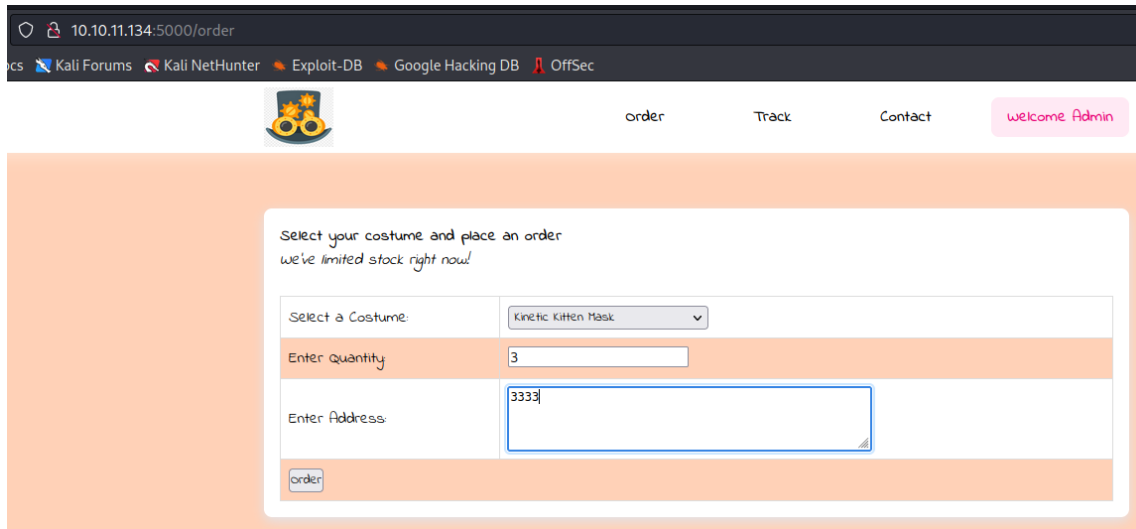 10.10.11.134:5000/order
ocs Kali Forums Kali NetHunter Exploit-DB Google Hacking DB OffSec
order Track Contact Welcome Admin
Select your costume and place an order
We've limited stock right now!
Select a Costume: Kinetic Kitten Mask
Enter Quantity: 3
Enter Address: 3333
order